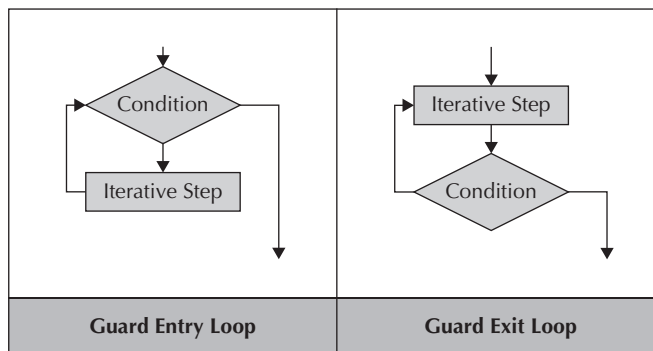 Condition
Iterative Step
Guard Entry Loop
Iterative Step
Condition
Guard Exit Loop